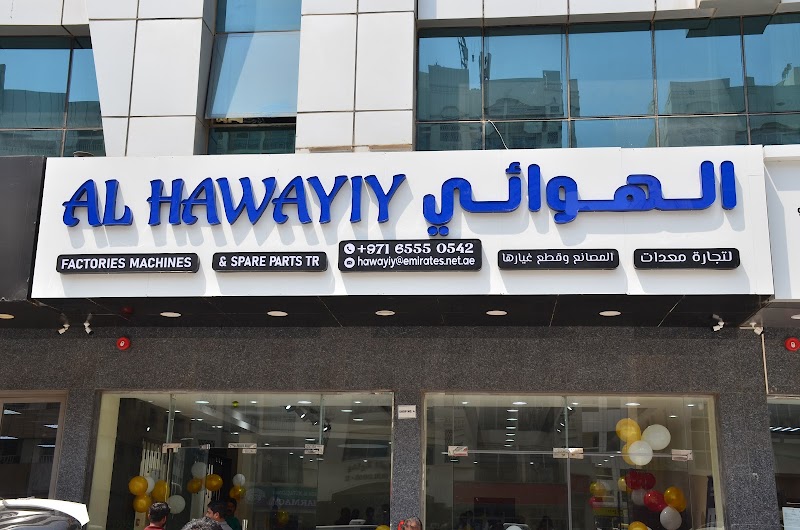 AL HAWAYIY الهوائي
FACTORIES MACHINES
& SPARE PARTS TR
+971 6555 0542
hawayiy@emirates.net.ae
لتجارة معدات
المصانع وقطع غيارها